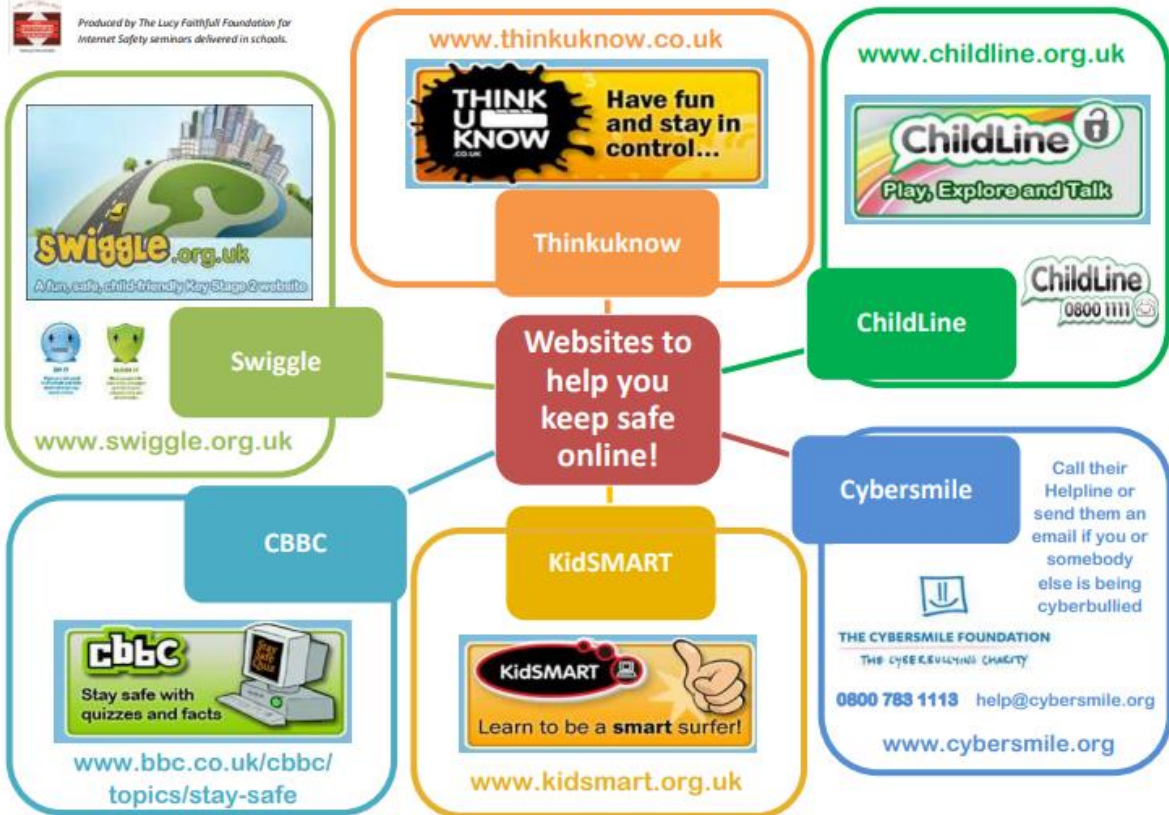 Produced by The Lucy Faithfull Foundation for
Internet Safety seminars delivered in schools.
www.thinkuknow.co.uk
THINK
U
KNOW
.CO.UK
Have fun
and stay in
control...
Thinkuknow
www.childline.org.uk
ChildLine
Play, Explore and Talk
ChildLine
0800 1111
ChildLine
swiggle.org.uk
A fun, safe, child-friendly Key Stage 2 website
Swiggle
www.swiggle.org.uk
Websites to
help you
keep safe
online!
CBBC
cbbc
Stay safe with
quizzes and facts
Stay
Safe
Quiz
www.bbc.co.uk/cbbc/
topics/stay-safe
KidSMART
KidSMART
Learn to be a smart surfer!
www.kidsmart.org.uk
Cybersmile
Call their
Helpline or
send them an
email if you or
somebody
else is being
cyberbullied
THE CYBERSMILE FOUNDATION
THE CYBERBULLYING CHARITY
0800 783 1113 help@cybersmile.org
www.cybersmile.org